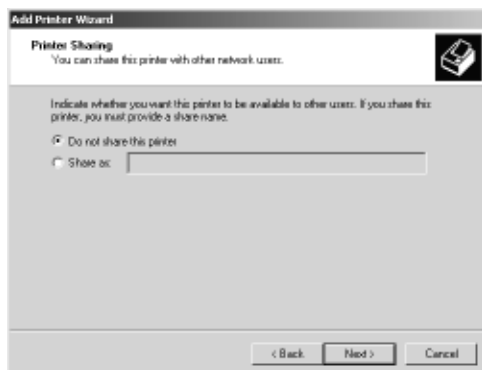 Add Printer Wizard
Printer Sharing
You can share this printer with other network users.
Indicate whether you want this printer to be available to other users. If you share this
printer, you must provide a share name.
Do not share this printer
Share as:
< Back
Next >
Cancel